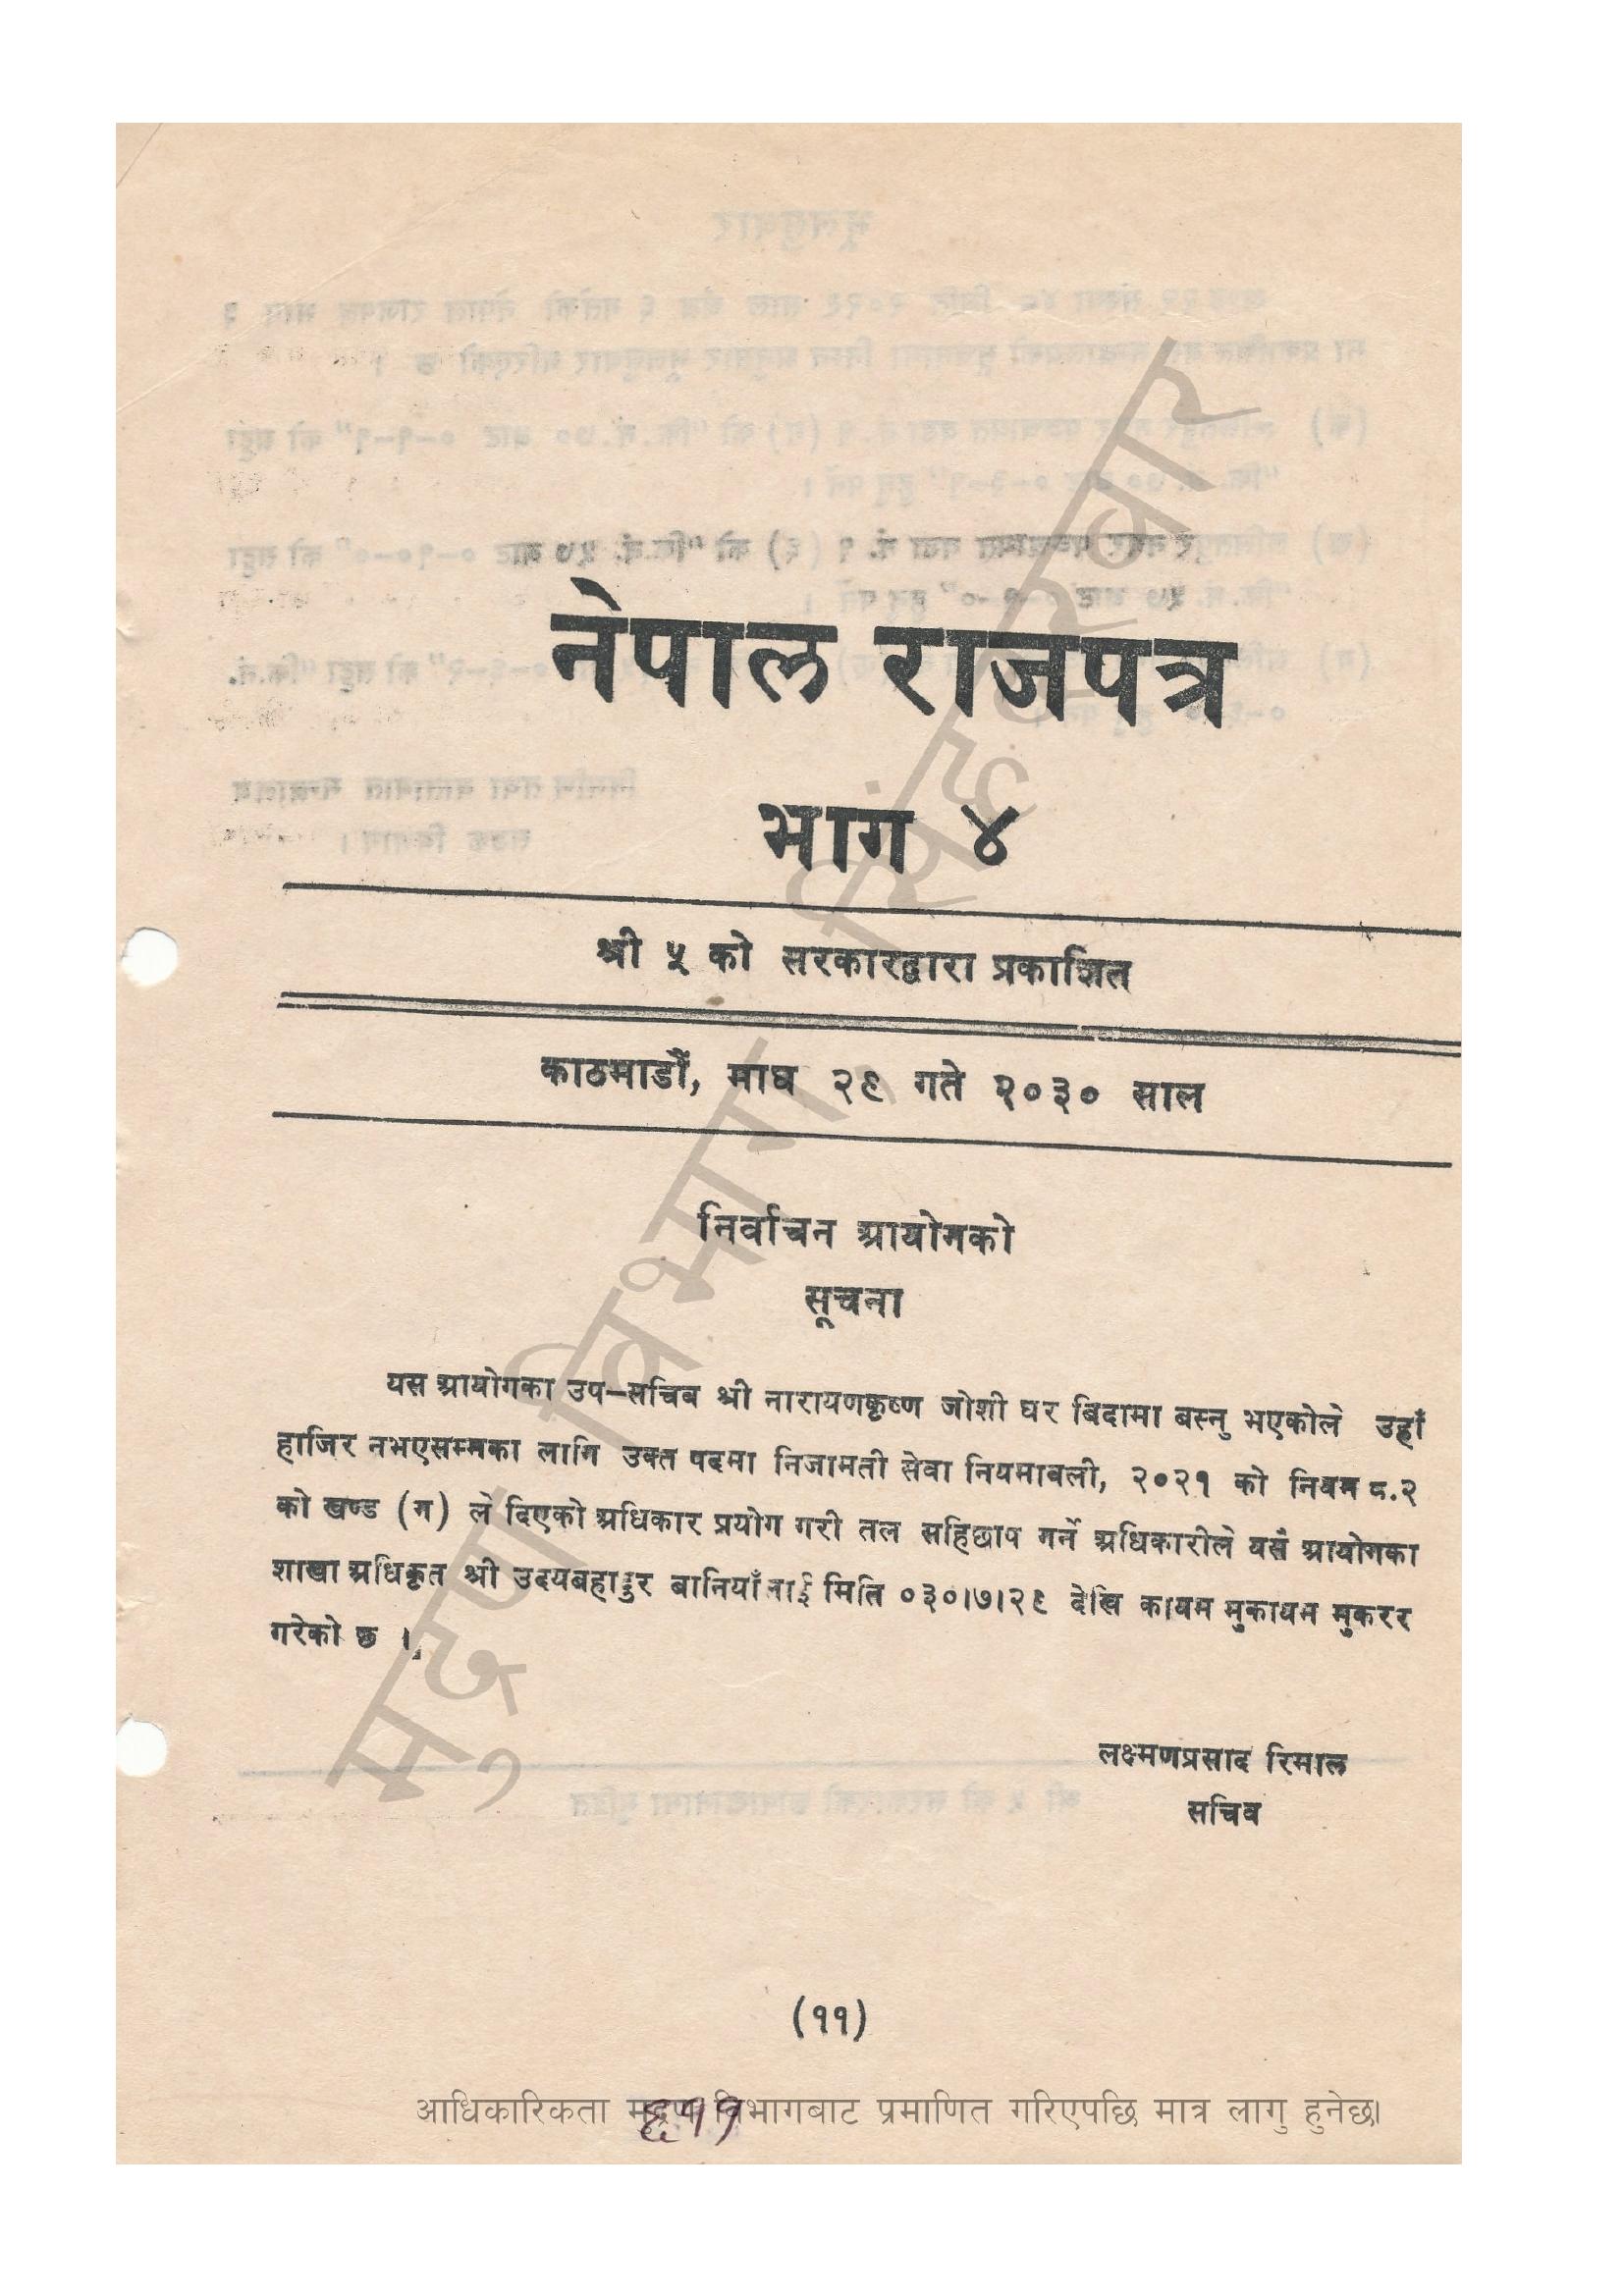 नेपाल राजपत्र
भाग ४
श्री ५ को सरकारद्वारा प्रकाशित
काठमाडौं, माघ २९ गते २०३० साल
निर्वाचन आयोगको
सूचना
यस आयोगका उप–सचिव श्री नारायणकृष्ण जोशी घर बिदामा बस्नु भएकोले उहाँ
हाजिर नभएसम्मका लागि उक्त पदमा निजामती सेवा नियमावली, २०२१ को नियम ८.२
को खण्ड (ग) ले दिएको अधिकार प्रयोग गरी तल सहिछाप गर्ने अधिकारीले यसै आयोगका
शाखा अधिकृत श्री उदयबहादुर बानियाँलाई मिति ०३०।७।२९ देखि कायम मुकायम मुकरर
गरेको छ ।
लक्ष्मणप्रसाद रिमाल
सचिव
(११)
आधिकारिकता मुद्रण विभागबाट प्रमाणित गरिएपछि मात्र लागु हुनेछ।
६११
मुद्रण विभाग, सिंहदरवार